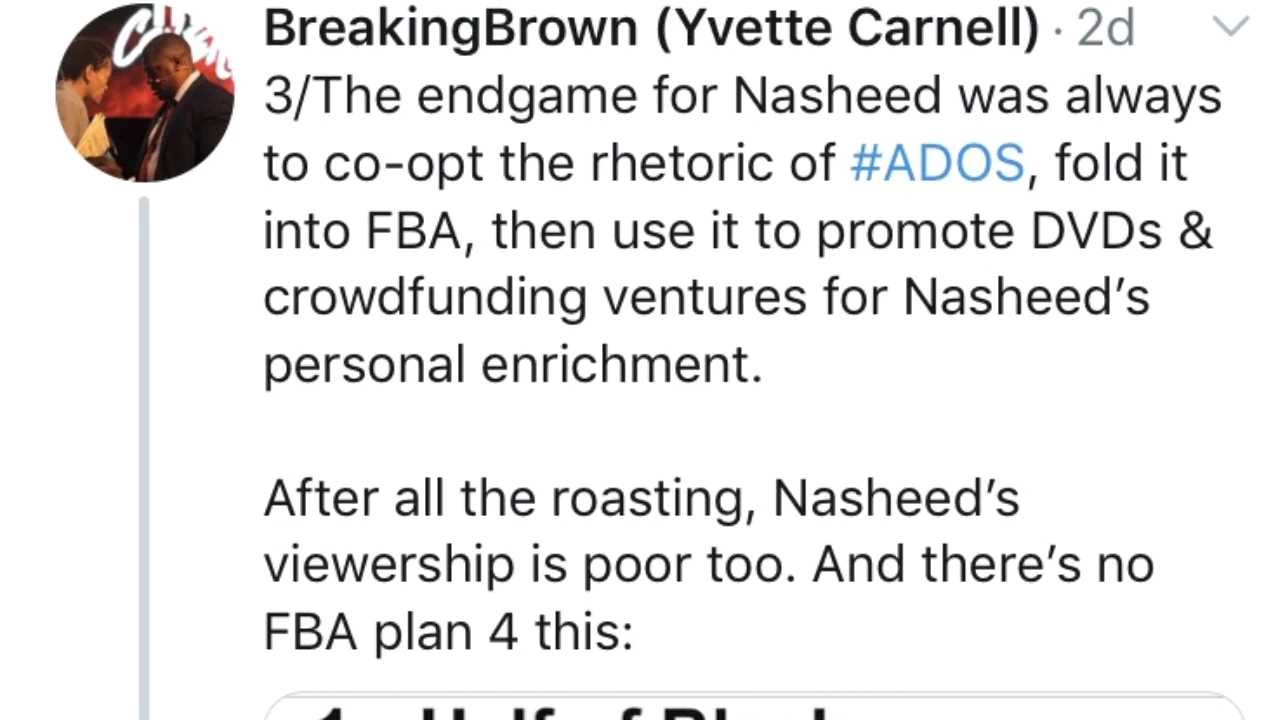 BreakingBrown (Yvette Carnell) · 2d
3/The endgame for Nasheed was always
to co-opt the rhetoric of #ADOS, fold it
into FBA, then use it to promote DVDs &
crowdfunding ventures for Nasheed’s
personal enrichment.
After all the roasting, Nasheed’s
viewership is poor too. And there’s no
FBA plan 4 this: